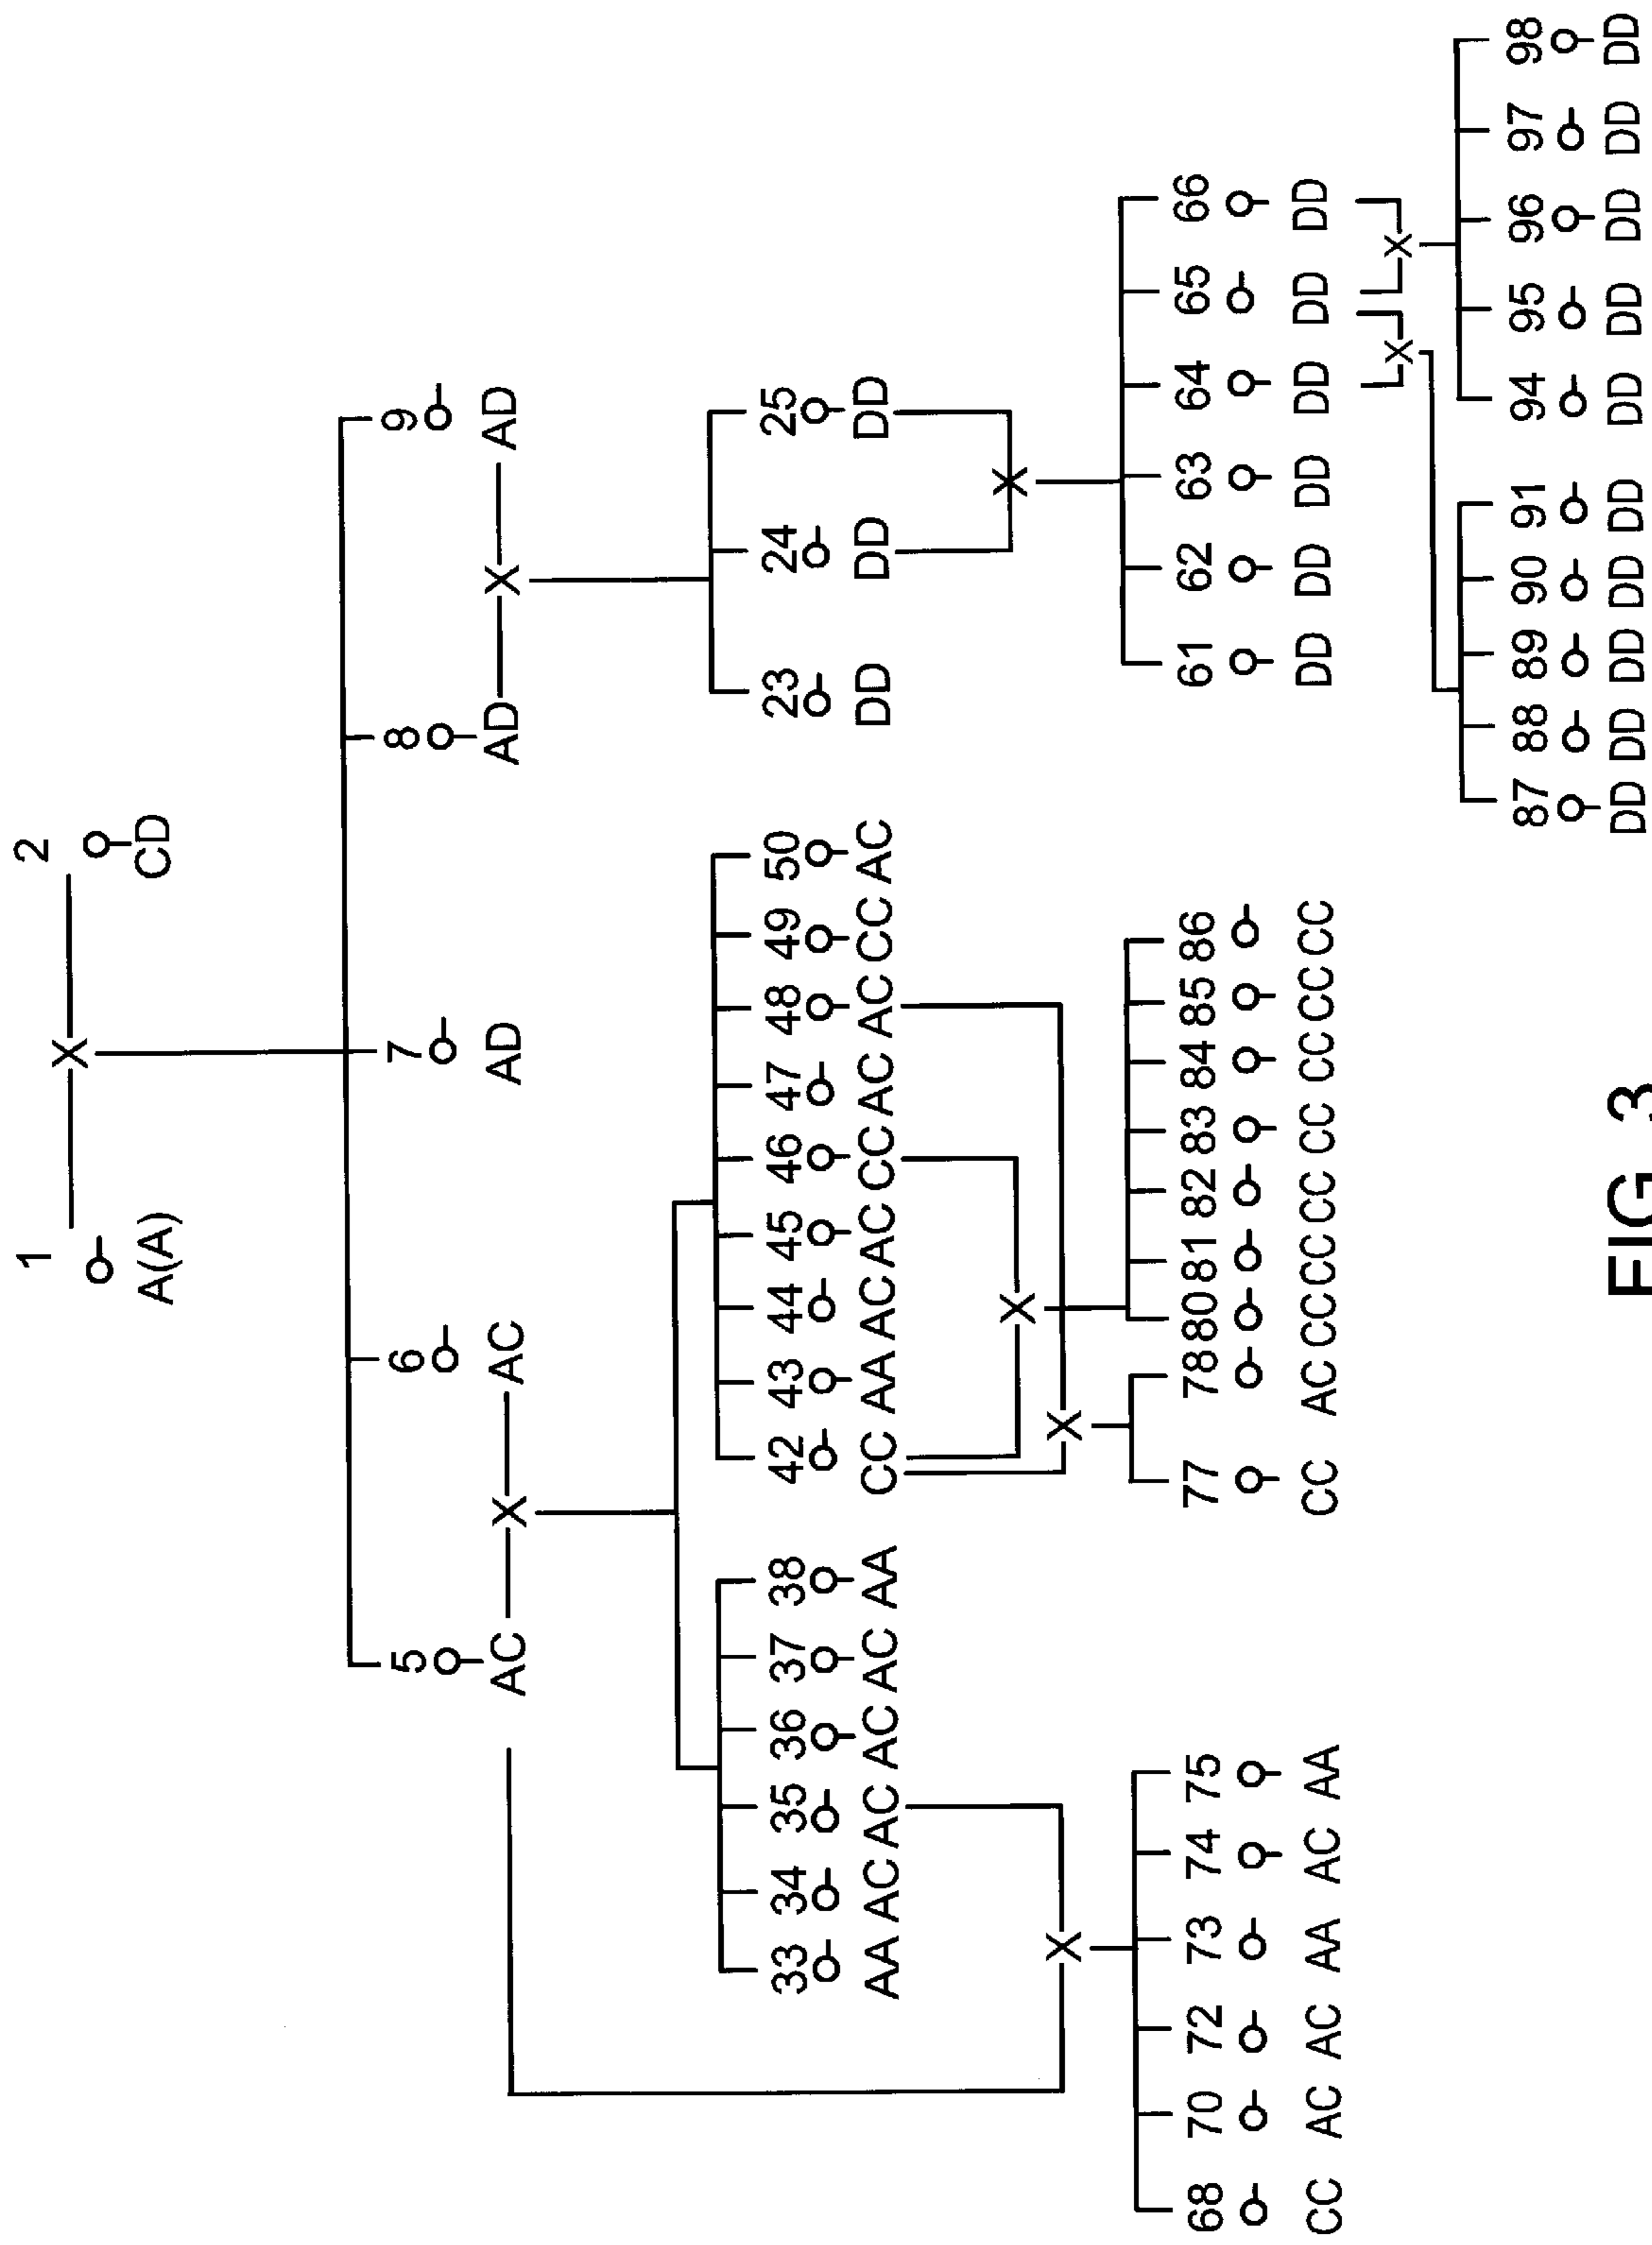 1 2
A(A) CD
5 6 7 8 9
AC X AC AD AD X AD
33 34 35 36 37 38 42 43 44 45 46 47 48 49 50 23 24 25
AA AC AC AC AC AA CC AA AC AC CC AC AC CC AC DD DD DD
X X X X
68 70 72 73 74 75 77 78 80 81 82 83 84 85 86 61 62 63 64 65 66
CC AC AC AA AC AA CC AC CC CC CC CC CC CC CC DD DD DD DD DD DD
X X
87 88 89 90 91 94 95 96 97 98
DD DD DD DD DD DD DD DD DD DD
FIG. 3